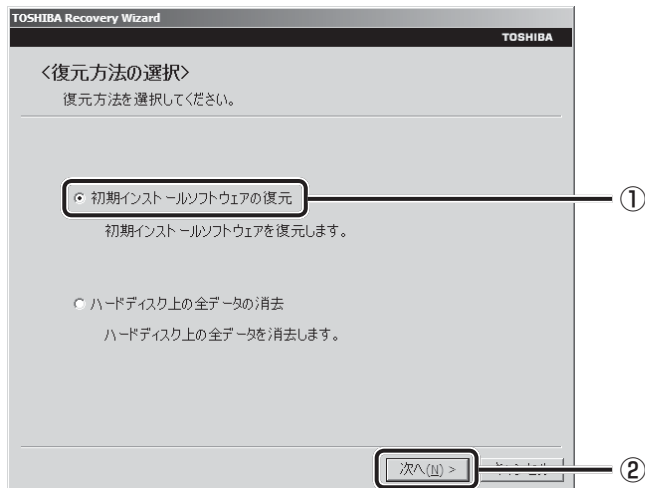 TOSHIBA Recovery Wizard
TOSHIBA
<復元方法の選択>
復元方法を選択してください。
初期インストールソフトウェアの復元
①
初期インストールソフトウェアを復元します。
ハードディスク上の全データの消去
ハードディスク上の全データを消去します。
次へ(N) >
②